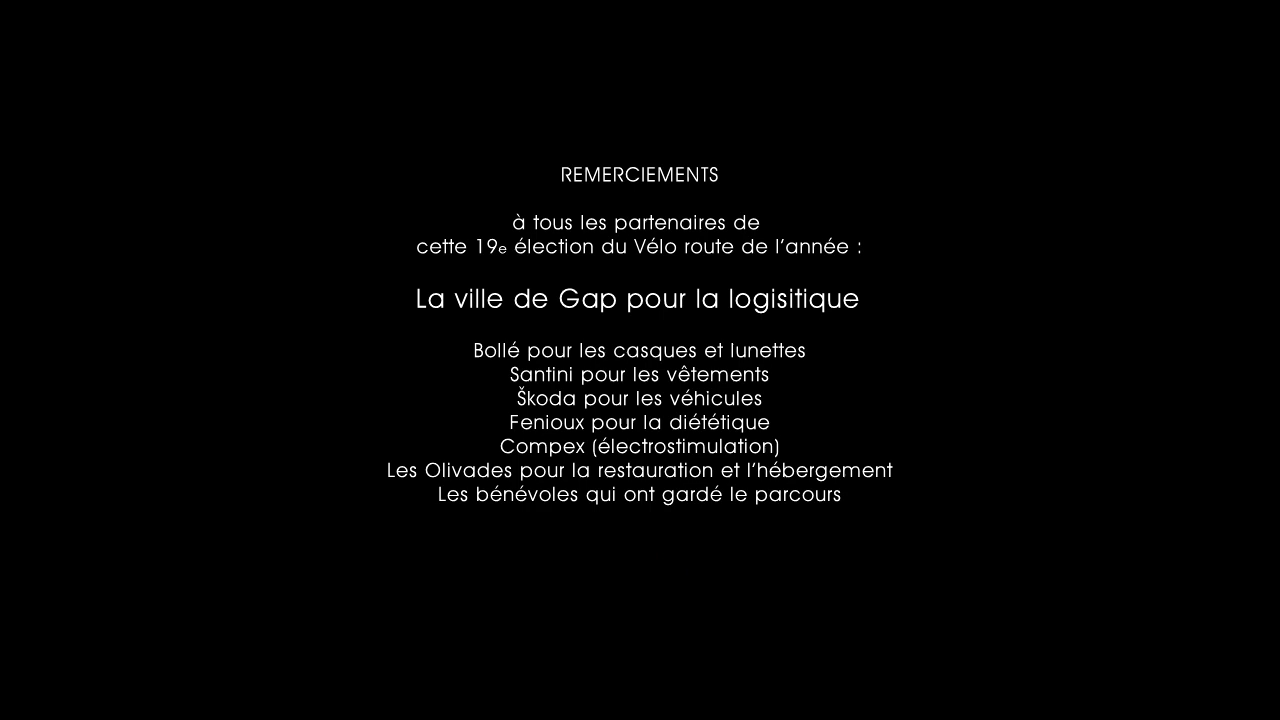 REMERCIEMENTS
à tous les partenaires de
cette 19e élection du Vélo route de l’année :
La ville de Gap pour la logisitique
Bollé pour les casques et lunettes
Santini pour les vêtements
Škoda pour les véhicules
Fenioux pour la diététique
Compex (électrostimulation)
Les Olivades pour la restauration et l’hébergement
Les bénévoles qui ont gardé le parcours